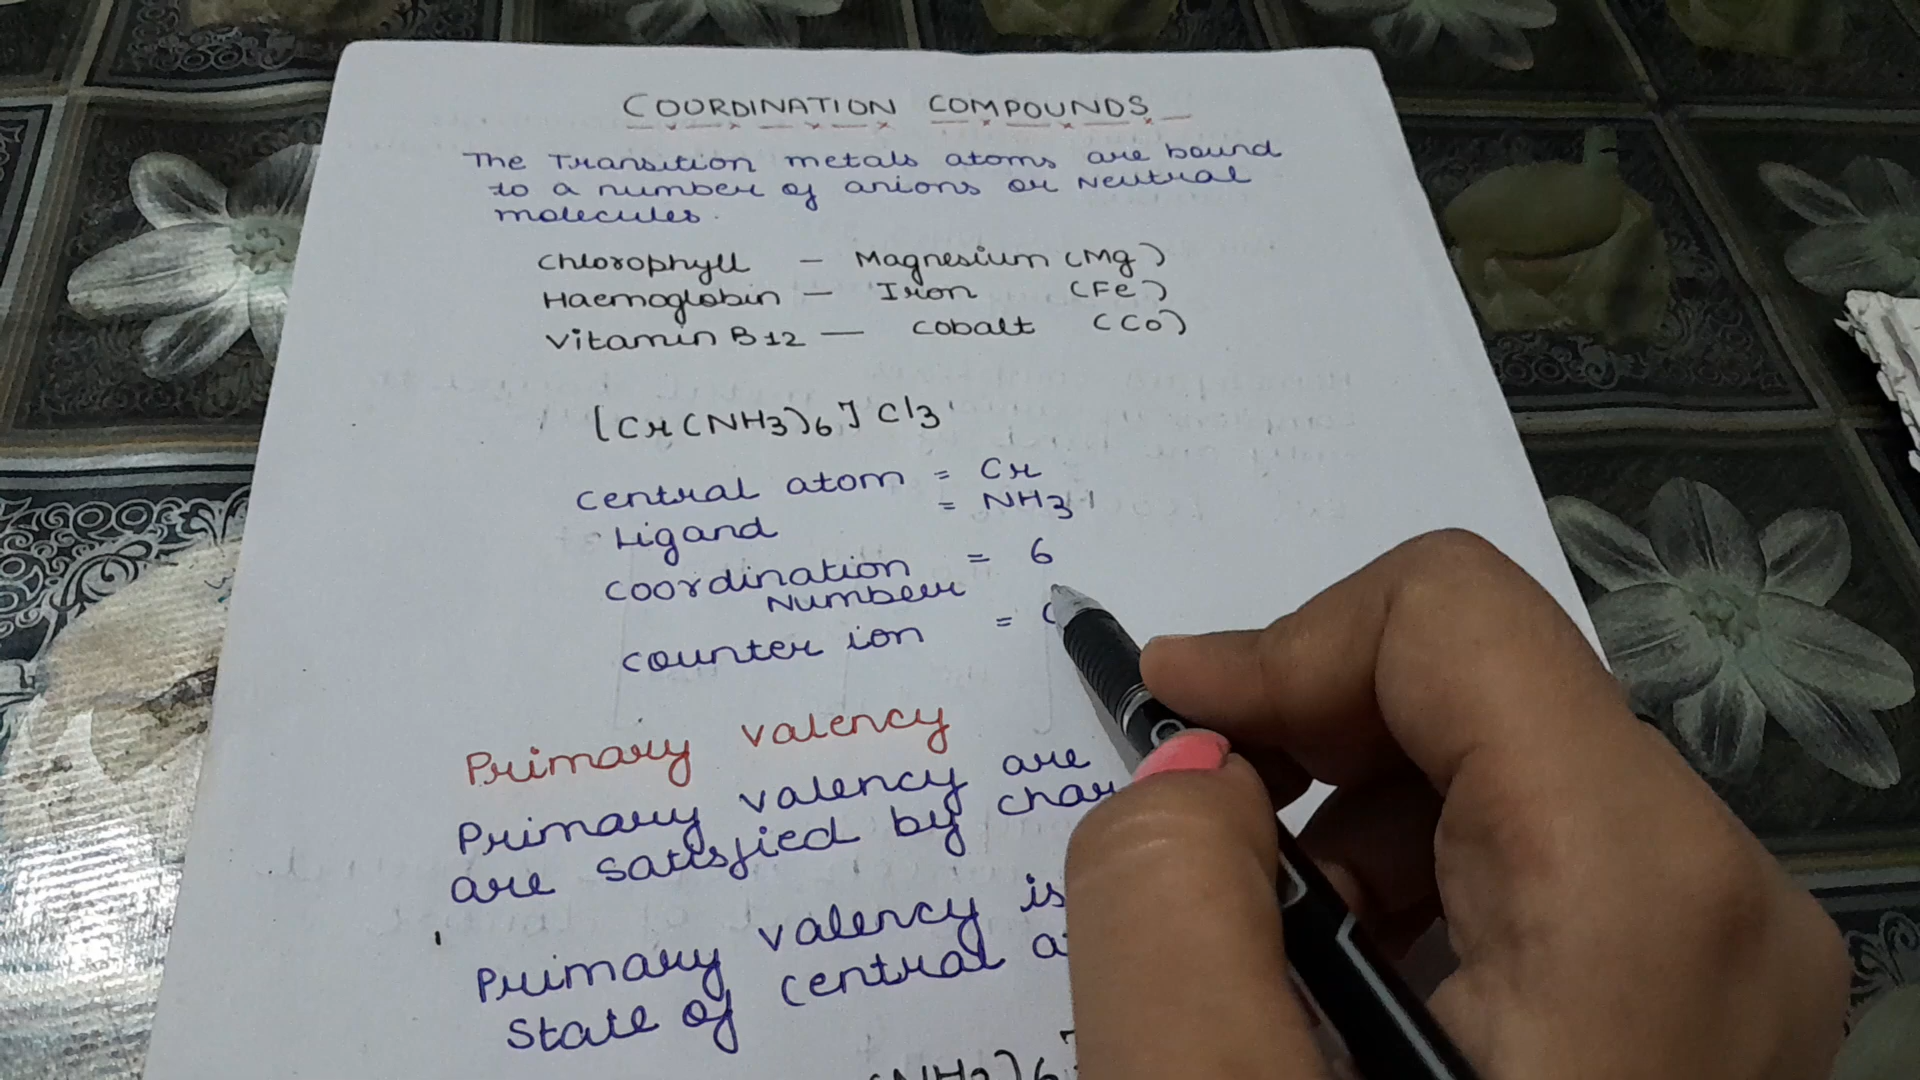 COORDINATION COMPOUNDS
The Transition metals atoms are bound
to a number of anions or Neutral
molecules.
Chlorophyll - Magnesium (Mg)
Haemoglobin - Iron (Fe)
Vitamin B12 - Cobalt (Co)
[Cr(NH3)6]Cl3
Central atom = Cr
Ligand = NH3
Coordination = 6
Number
Counter ion =
Primary valency
Primary valency are
are satisfied by
Primary valency is
State of central
(NH3)6